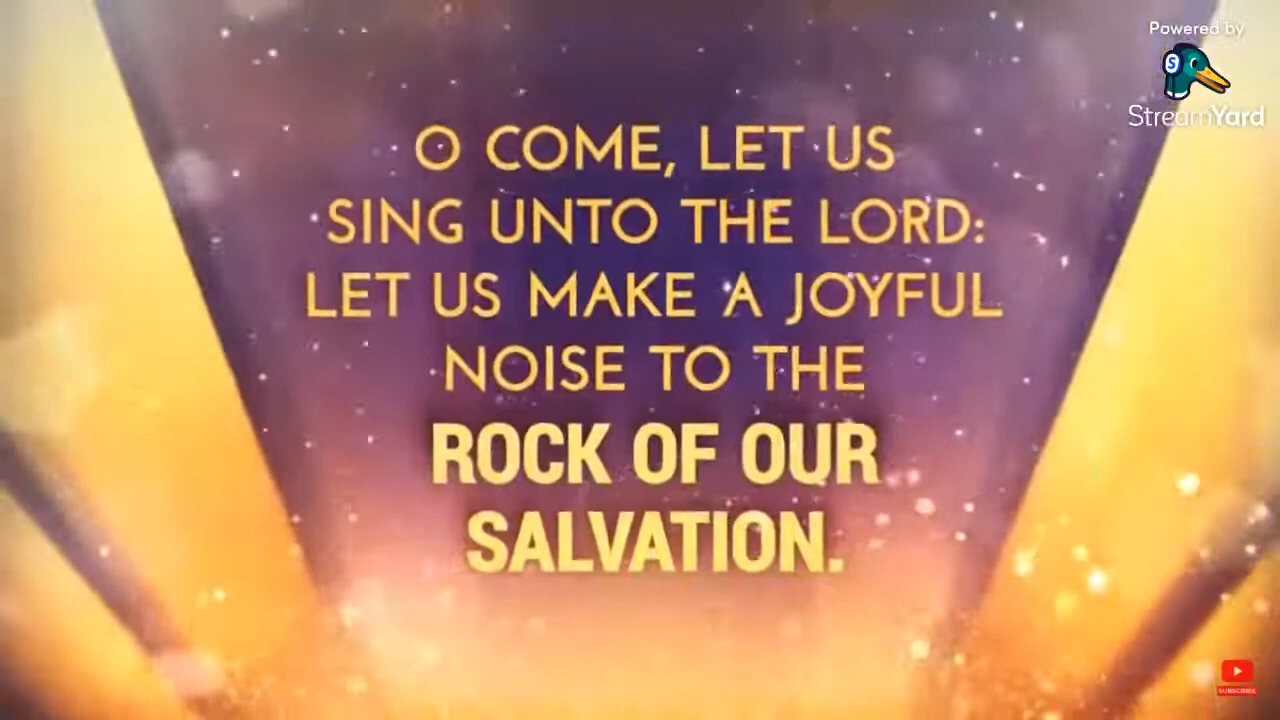 Powered by
S
StreamYard
O COME, LET US
SING UNTO THE LORD:
LET US MAKE A JOYFUL
NOISE TO THE
ROCK OF OUR
SALVATION.
SUBSCRIBE